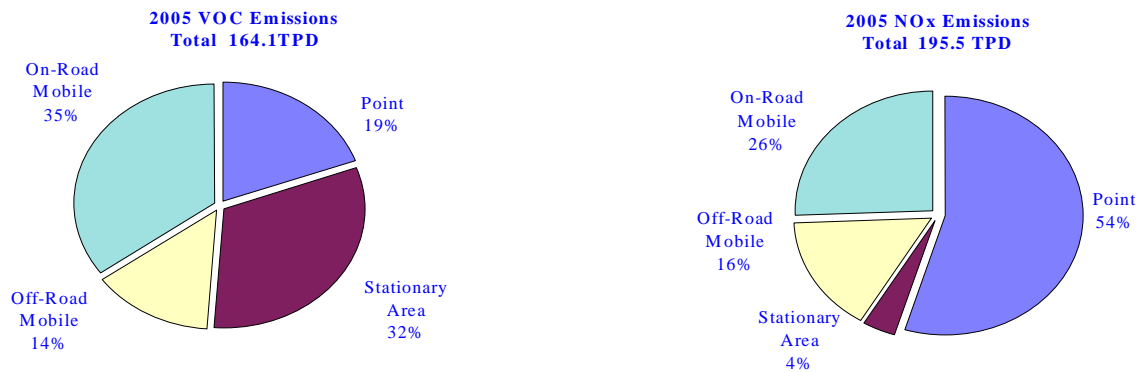 2005 VOC Emissions
Total 164.1TPD
On-Road
Mobile
35%
Point
19%
Stationary
Area
32%
Off-Road
Mobile
14%
2005 NOx Emissions
Total 195.5 TPD
On-Road
Mobile
26%
Point
54%
Off-Road
Mobile
16%
Stationary
Area
4%